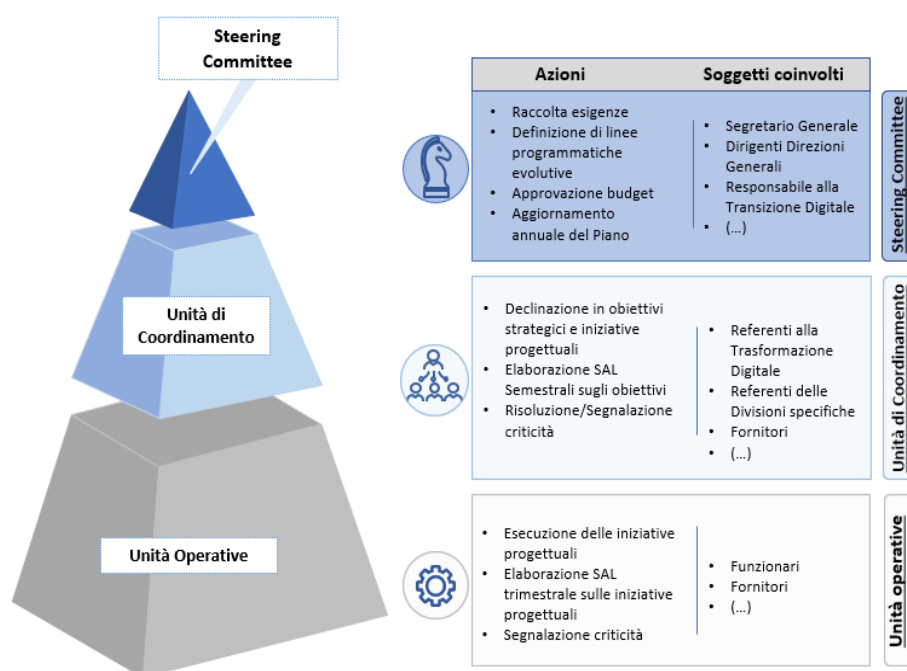 Steering
Committee
Unità di
Coordinamento
Unità Operative
Azioni
Soggetti coinvolti
• Raccolta esigenze
• Definizione di linee
programmatiche
evolutive
• Approvazione budget
• Aggiornamento
annuale del Piano
• Segretario Generale
• Dirigenti Direzioni
Generali
• Responsabile alla
Transizione Digitale
• (...)
Steering Committee
• Declinazione in obiettivi
strategici e iniziative
progettuali
• Elaborazione SAL
Semestrali sugli obiettivi
• Risoluzione/Segnalazione
criticità
• Referenti alla
Trasformazione
Digitale
• Referenti delle
Divisioni specifiche
• Fornitori
• (...)
Unità di Coordinamento
• Esecuzione delle iniziative
progettuali
• Elaborazione SAL
trimestrale sulle iniziative
progettuali
• Segnalazione criticità
• Funzionari
• Fornitori
• (...)
Unità operative